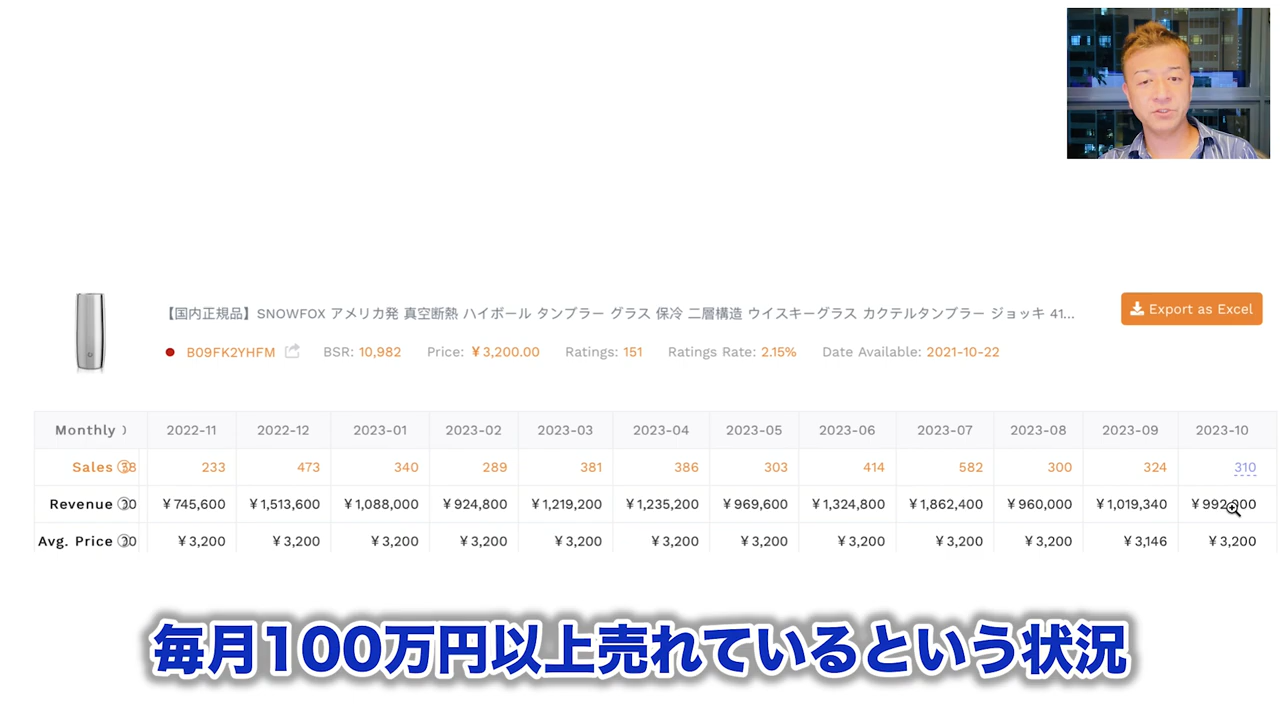 【国内正規品】SNOWFOX アメリカ発 真空断熱 ハイボール タンブラー グラス 保冷 二層構造 ウイスキーグラス カクテルタンブラー ジョッキ 41...
Export as Excel
B09FK2YHFM BSR: 10,982 Price: ¥3,200.00 Ratings: 151 Ratings Rate: 2.15% Date Available: 2021-10-22
Monthly 2022-11 2022-12 2023-01 2023-02 2023-03 2023-04 2023-05 2023-06 2023-07 2023-08 2023-09 2023-10
Sales 233 473 340 289 381 386 303 414 582 300 324 310
Revenue ¥745,600 ¥1,513,600 ¥1,088,000 ¥924,800 ¥1,219,200 ¥1,235,200 ¥969,600 ¥1,324,800 ¥1,862,400 ¥960,000 ¥1,019,340 ¥992,000
Avg. Price ¥3,200 ¥3,200 ¥3,200 ¥3,200 ¥3,200 ¥3,200 ¥3,200 ¥3,200 ¥3,200 ¥3,200 ¥3,146 ¥3,200
毎月100万円以上売れているという状況